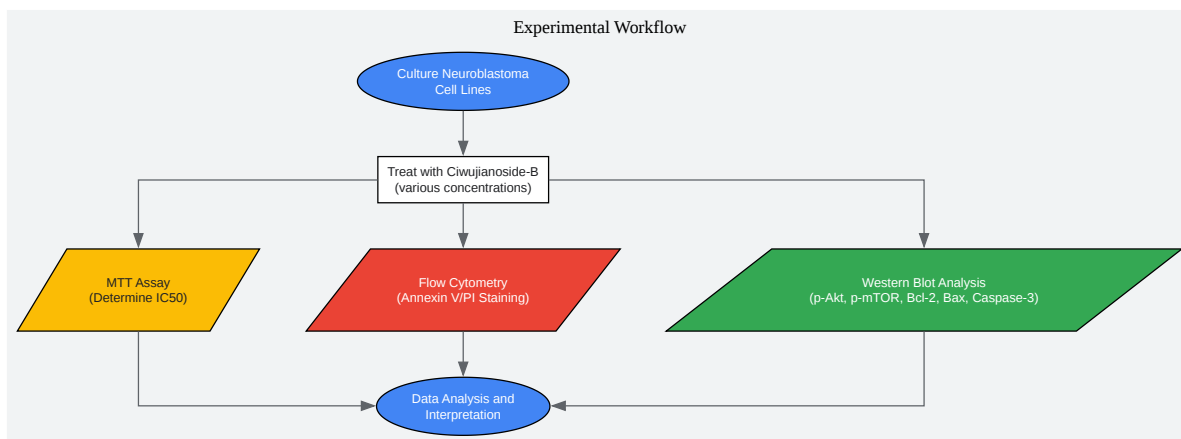 Experimental Workflow
Culture Neuroblastoma
Cell Lines
Treat with Ciwujianoside-B
(various concentrations)
MTT Assay
(Determine IC50)
Flow Cytometry
(Annexin V/PI Staining)
Western Blot Analysis
(p-Akt, p-mTOR, Bcl-2, Bax, Caspase-3)
Data Analysis and
Interpretation